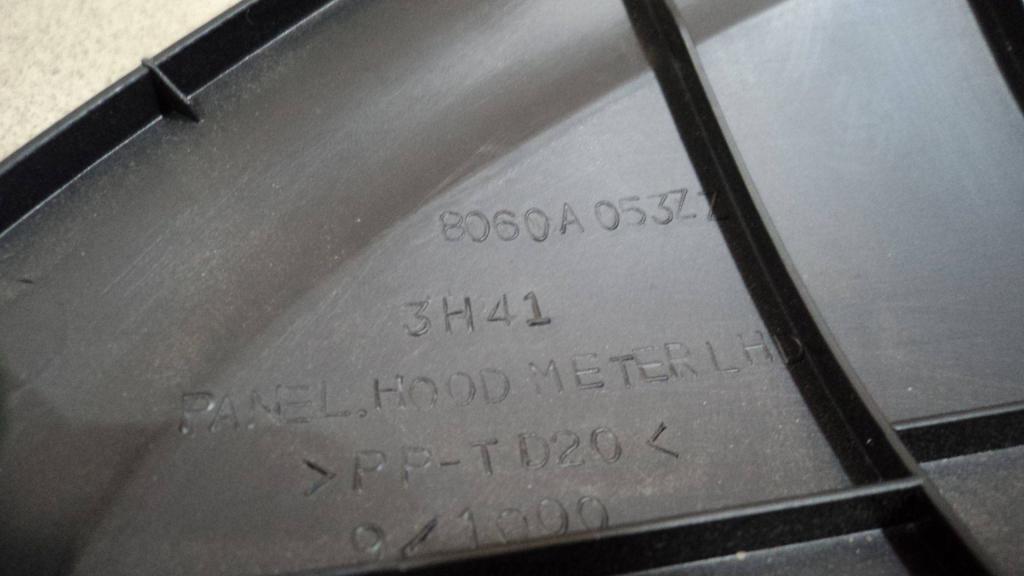 8060A053ZZ
3H41
PANEL.HOOD METER LHD
>PP-TD20<